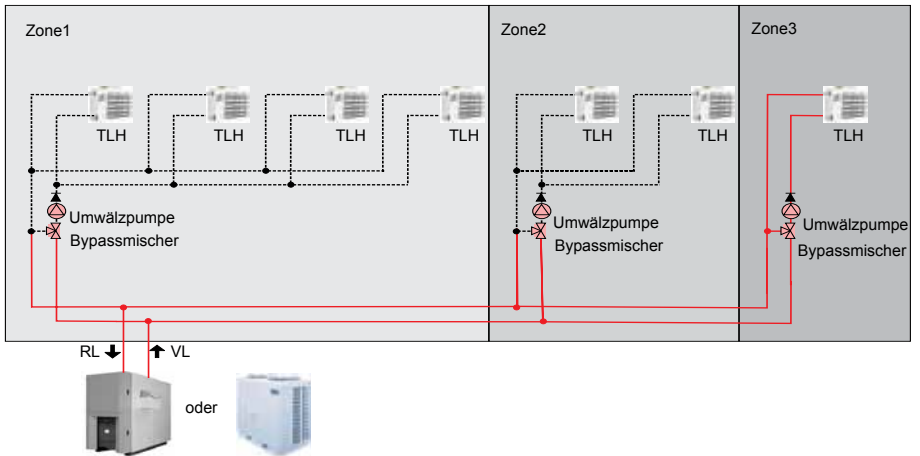 Zone1
Zone2
Zone3
TLH
TLH
TLH
TLH
TLH
TLH
TLH
Umwälzpumpe
Bypassmischer
Umwälzpumpe
Bypassmischer
Umwälzpumpe
Bypassmischer
RL
VL
oder